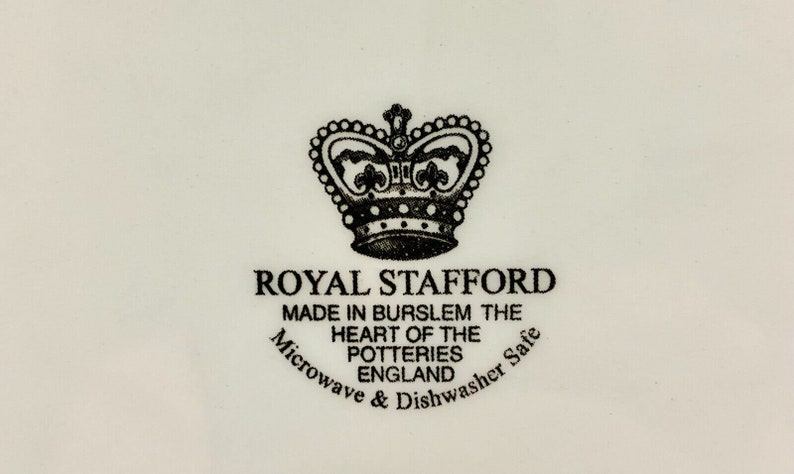 ROYAL STAFFORD
MADE IN BURSLEM THE
HEART OF THE
POTTERIES
ENGLAND
Microwave & Dishwasher Safe